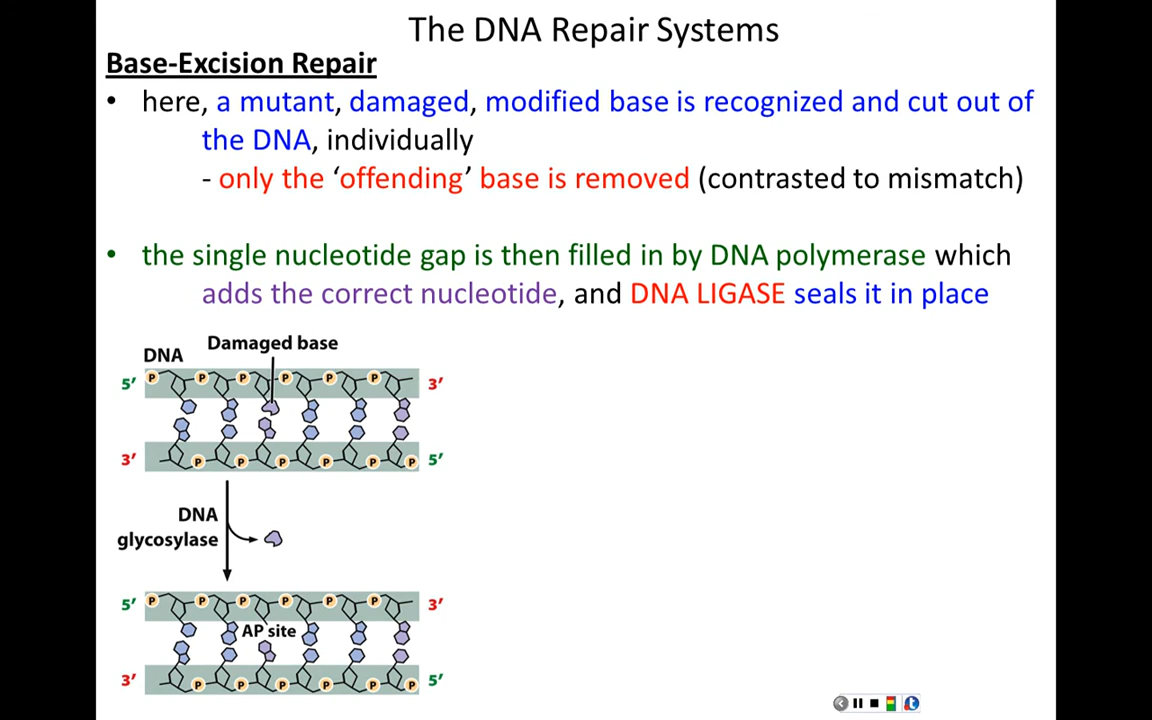 The DNA Repair Systems
Base-Excision Repair
• here, a mutant, damaged, modified base is recognized and cut out of
the DNA, individually
- only the ‘offending’ base is removed (contrasted to mismatch)
• the single nucleotide gap is then filled in by DNA polymerase which
adds the correct nucleotide, and DNA LIGASE seals it in place
Damaged base
DNA
5′ P P P P P P 3′
3′ P P P P P P 5′
DNA
glycosylase
5′ P P P P P P 3′
AP site
3′ P P P P P P 5′
t